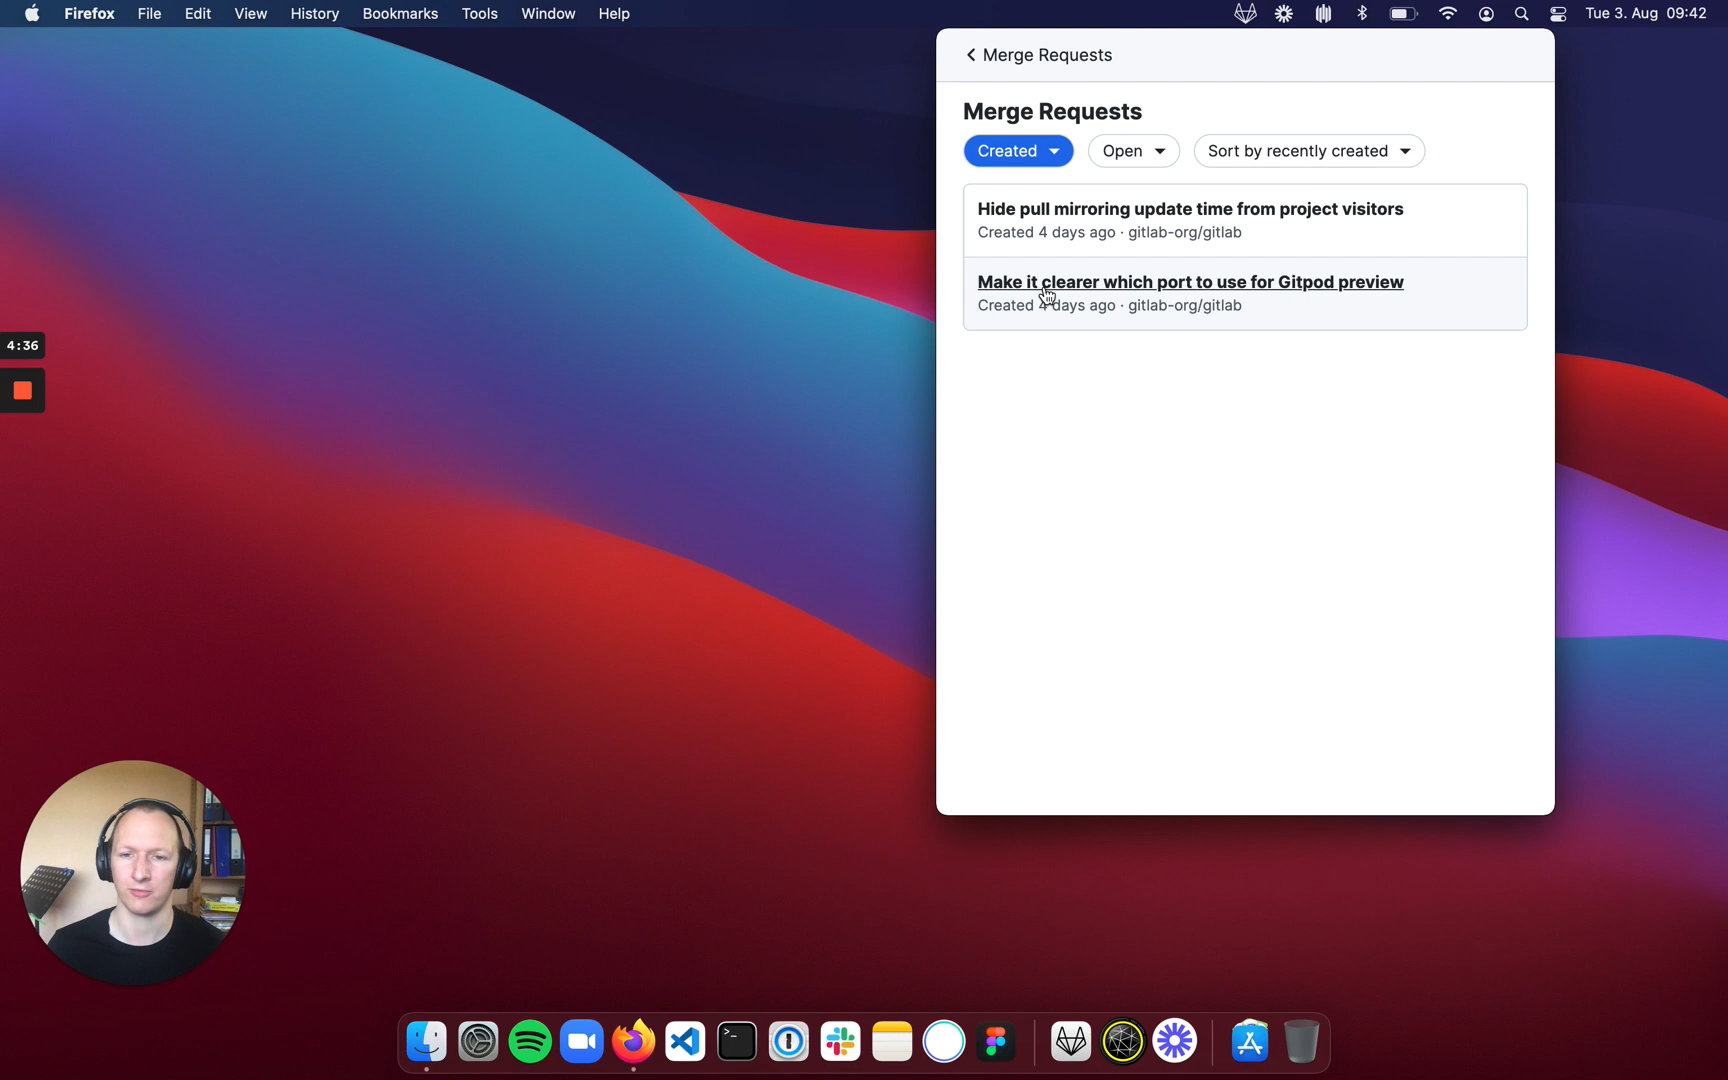 Firefox File Edit View History Bookmarks Tools Window Help Tue 3. Aug 09:42
Merge Requests
Merge Requests
Created Open Sort by recently created
Hide pull mirroring update time from project visitors
Created 4 days ago · gitlab-org/gitlab
Make it clearer which port to use for Gitpod preview
Created 4 days ago · gitlab-org/gitlab
4:36